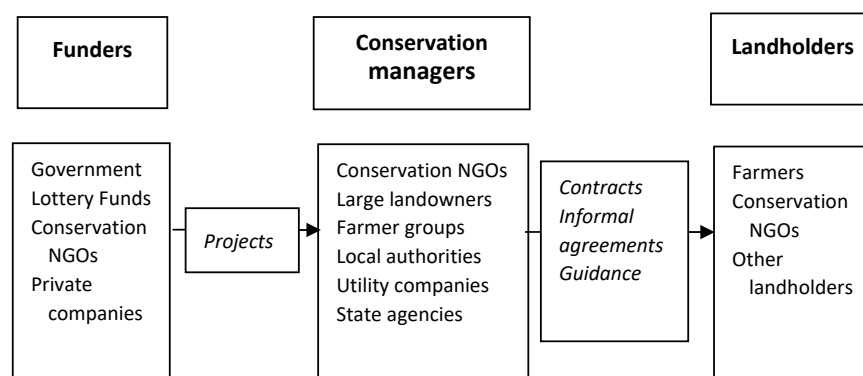 Funders
Conservation
managers
Landholders
Government
Lottery Funds
Conservation
NGOs
Private
companies
Projects
Conservation NGOs
Large landowners
Farmer groups
Local authorities
Utility companies
State agencies
Contracts
Informal
agreements
Guidance
Farmers
Conservation
NGOs
Other
landholders